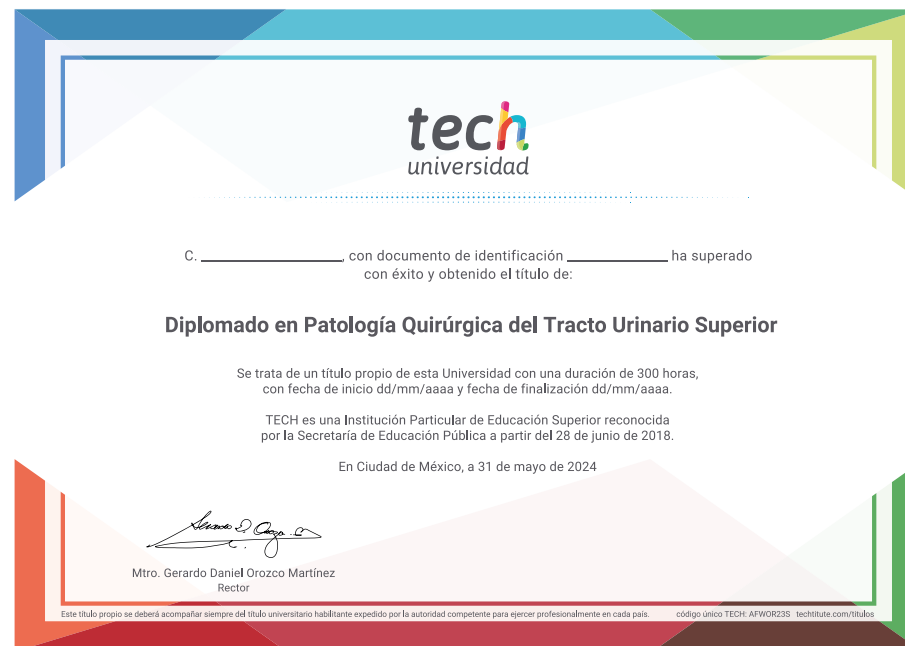 tech
universidad
C. ____________, con documento de identificación ____________ ha superado
con éxito y obtenido el título de:
Diplomado en Patología Quirúrgica del Tracto Urinario Superior
Se trata de un título propio de esta Universidad con una duración de 300 horas,
con fecha de inicio dd/mm/aaaa y fecha de finalización dd/mm/aaaa.
TECH es una Institución Particular de Educación Superior reconocida
por la Secretaría de Educación Pública a partir del 28 de junio de 2018.
En Ciudad de México, a 31 de mayo de 2024
Mtro. Gerardo Daniel Orozco Martínez
Rector
Este título propio se deberá acompañar siempre del título universitario habilitante expedido por la autoridad competente para ejercer profesionalmente en cada país. código único TECH: AFWOR23S techtitute.com/títulos